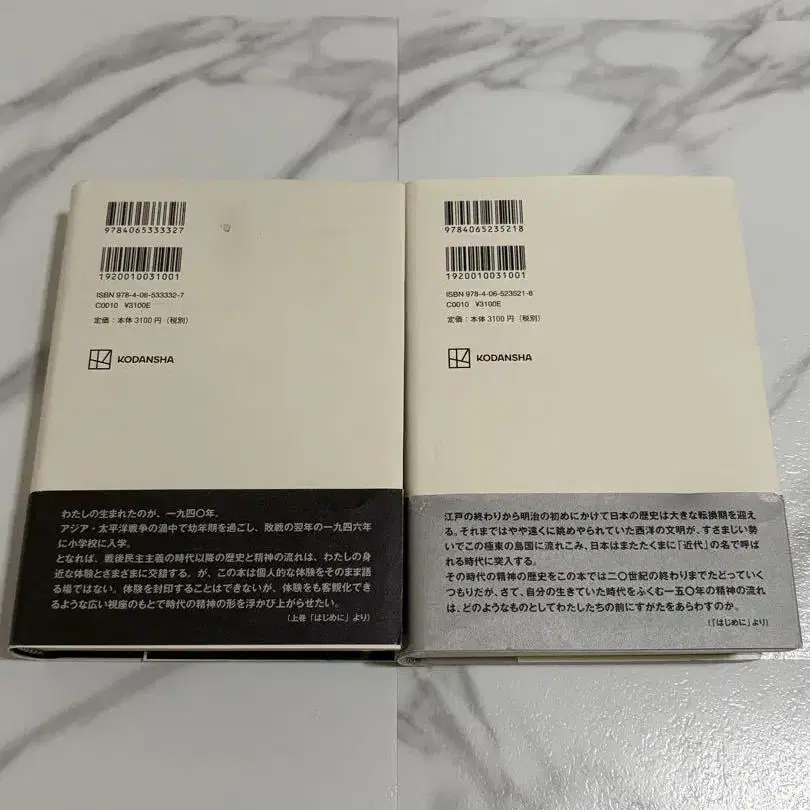 9784065333327
1920010031001
ISBN 978-4-06-533332-7
C0010 ¥3100E
定価：本体3100円（税別）
KODANSHA
わたしの生まれたのが、一九四〇年。
アジア・太平洋戦争の渦中で幼年期を過ごし、敗戦の翌年の一九四六年
に小学校に入学。
となれば、戦後民主主義の時代以降の歴史と精神の流れは、わたしの身
近な体験とさまざまに交錯する。が、この本は個人的な体験をそのまま語
る場ではない。体験を封印することはできないが、体験をも客観化でき
るような広い視座のもとで時代の精神の形を浮かび上がらせたい。
（上巻「はじめに」より）
9784065235218
1920010031001
ISBN 978-4-06-523521-8
C0010 ¥3100E
定価：本体3100円（税別）
KODANSHA
江戸の終わりから明治の初めにかけて日本の歴史は大きな転換期を迎え
る。それまではやや遠くに眺めやられていた西洋の文明が、すさまじい勢
いでこの極東の島国に流れこみ、日本はまたたくまに「近代」の名で呼ば
れる時代に突入する。
その時代の精神の歴史をこの本では二〇世紀の終わりまでたどっていく
つもりだが、さて、自分の生きていた時代をふくむ一五〇年の精神の流れ
は、どのようなものとしてわたしたちの前にすがたをあらわすのか。
（「はじめに」より）